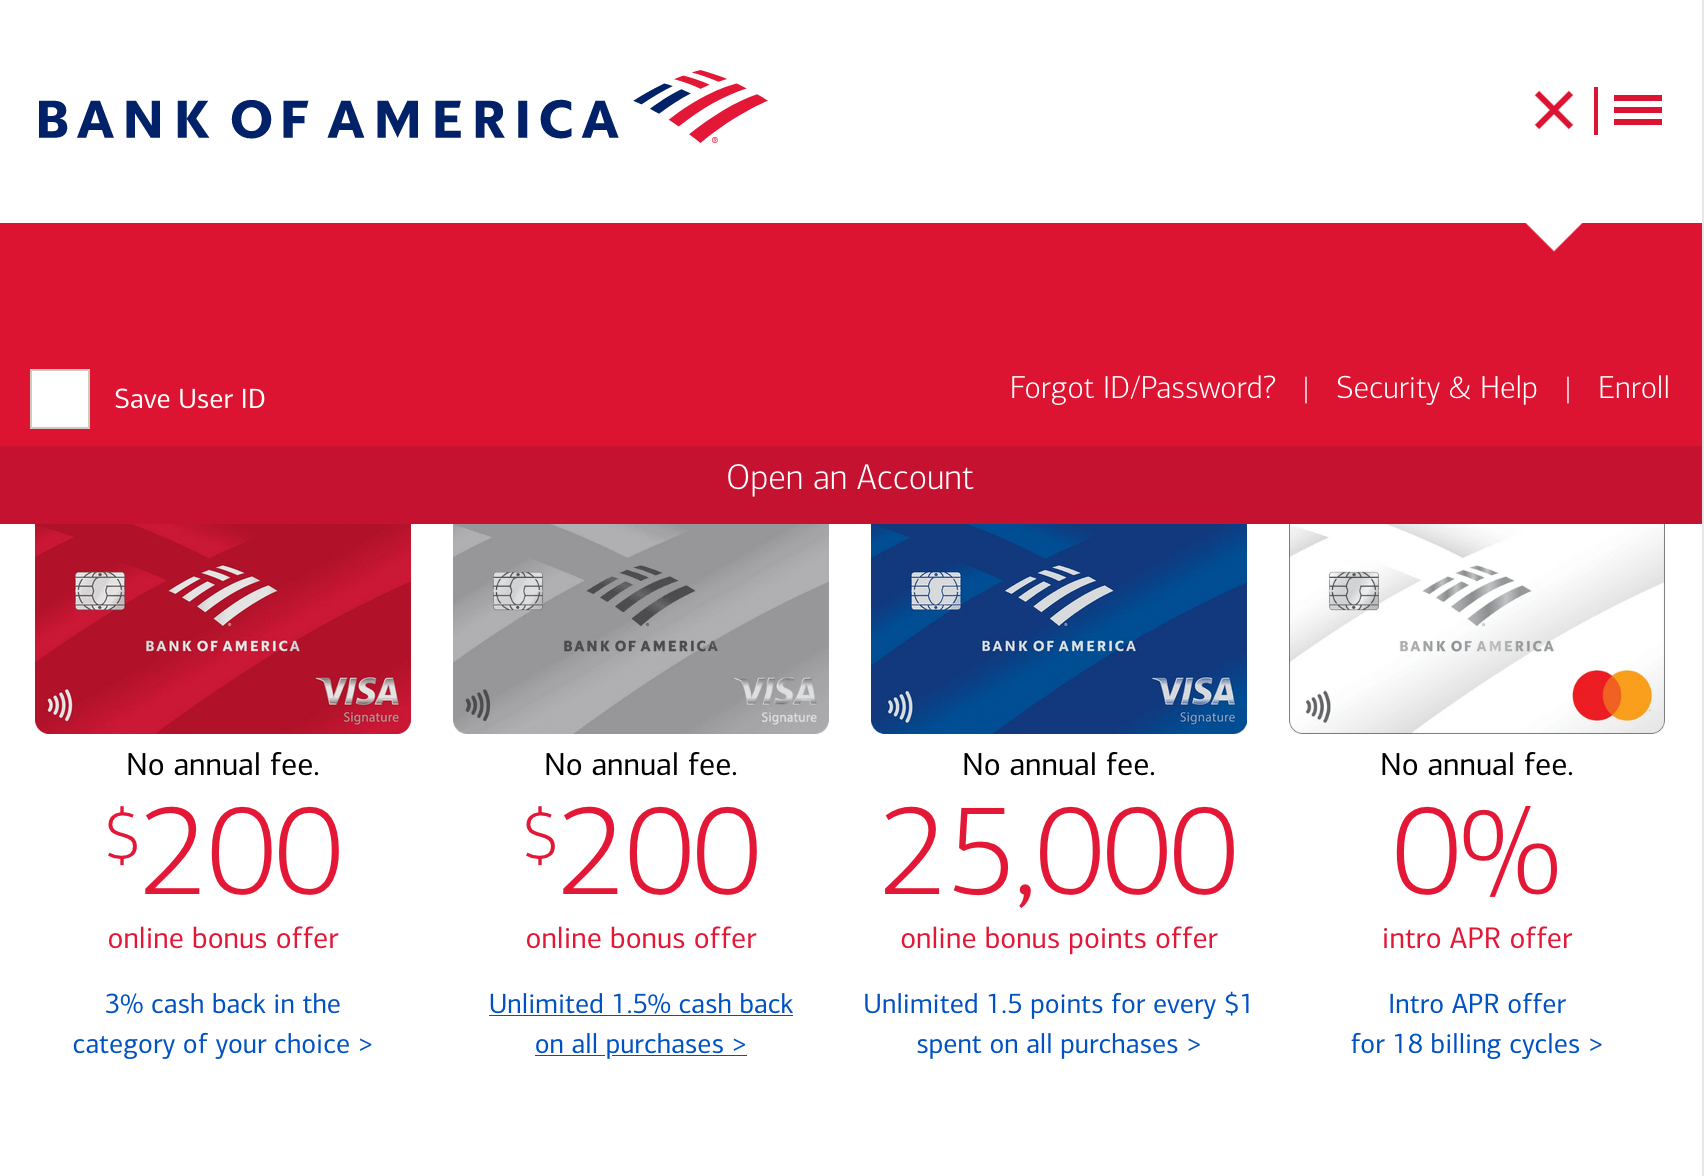 BANK OF AMERICA
Save User ID
Forgot ID/Password? | Security & Help | Enroll
Open an Account
BANK OF AMERICA
VISA
Signature
No annual fee.
$200
online bonus offer
3% cash back in the
category of your choice >
BANK OF AMERICA
VISA
Signature
No annual fee.
$200
online bonus offer
Unlimited 1.5% cash back
on all purchases >
BANK OF AMERICA
VISA
Signature
No annual fee.
25,000
online bonus points offer
Unlimited 1.5 points for every $1
spent on all purchases >
BANK OF AMERICA
No annual fee.
0%
intro APR offer
Intro APR offer
for 18 billing cycles >